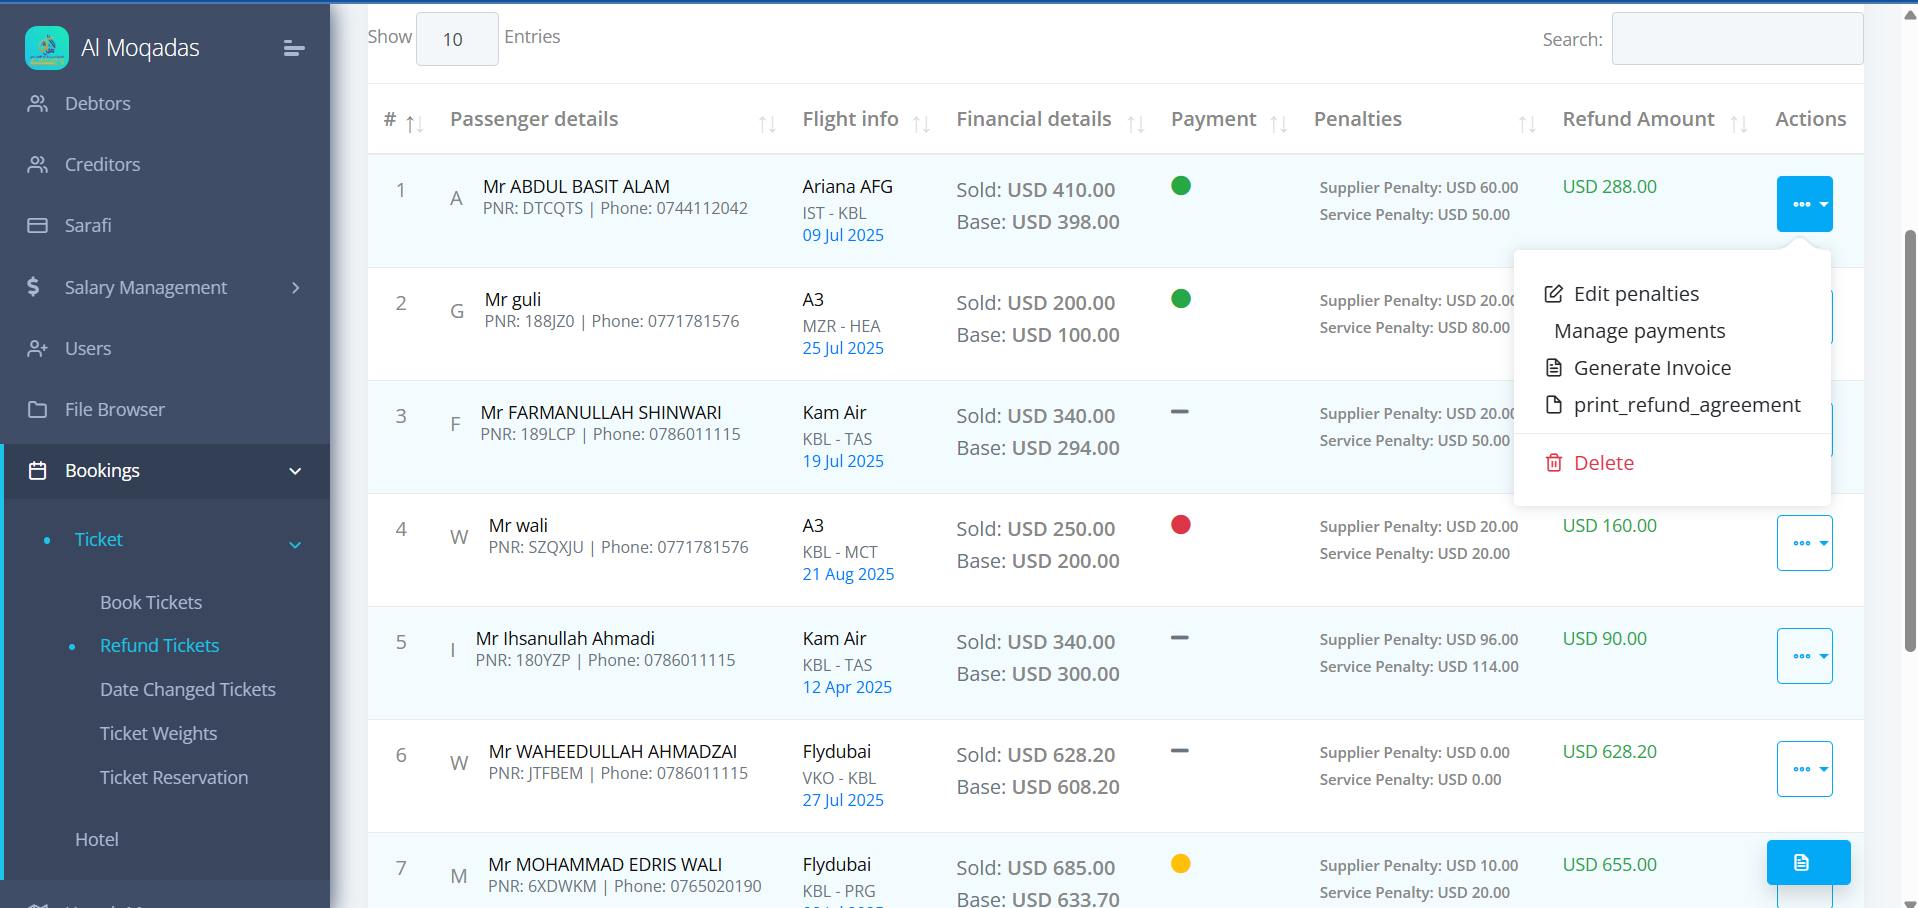 Al Moqadas
Debtors
Creditors
Sarafi
Salary Management
Users
File Browser
Bookings
Ticket
Book Tickets
Refund Tickets
Date Changed Tickets
Ticket Weights
Ticket Reservation
Hotel
Show 10 Entries
Search:
# Passenger details Flight info Financial details Payment Penalties Refund Amount Actions
1 A Mr ABDUL BASIT ALAM Ariana AFG Sold: USD 410.00 Supplier Penalty: USD 60.00 USD 288.00
PNR: DTCQTS | Phone: 0744112042 IST - KBL Base: USD 398.00 Service Penalty: USD 50.00
09 Jul 2025
2 G Mr guli A3 Sold: USD 200.00 Supplier Penalty: USD 20.00
PNR: 188JZ0 | Phone: 0771781576 MZR - HEA Base: USD 100.00 Service Penalty: USD 80.00
25 Jul 2025
3 F Mr FARMANULLAH SHINWARI Kam Air Sold: USD 340.00 Supplier Penalty: USD 20.00
PNR: 189LCP | Phone: 0786011115 KBL - TAS Base: USD 294.00 Service Penalty: USD 50.00
19 Jul 2025
Edit penalties
Manage payments
Generate Invoice
print_refund_agreement
Delete
4 W Mr wali A3 Sold: USD 250.00 Supplier Penalty: USD 20.00 USD 160.00
PNR: SZQXJU | Phone: 0771781576 KBL - MCT Base: USD 200.00 Service Penalty: USD 20.00
21 Aug 2025
5 I Mr Ihsanullah Ahmadi Kam Air Sold: USD 340.00 Supplier Penalty: USD 96.00 USD 90.00
PNR: 180YZP | Phone: 0786011115 KBL - TAS Base: USD 300.00 Service Penalty: USD 114.00
12 Apr 2025
6 W Mr WAHEEDULLAH AHMADZAI Flydubai Sold: USD 628.20 Supplier Penalty: USD 0.00 USD 628.20
PNR: JTFBEM | Phone: 0786011115 VKO - KBL Base: USD 608.20 Service Penalty: USD 0.00
27 Jul 2025
7 M Mr MOHAMMAD EDRIS WALI Flydubai Sold: USD 685.00 Supplier Penalty: USD 10.00 USD 655.00
PNR: 6XDWKM | Phone: 0765020190 KBL - PRG Base: USD 633.70 Service Penalty: USD 20.00